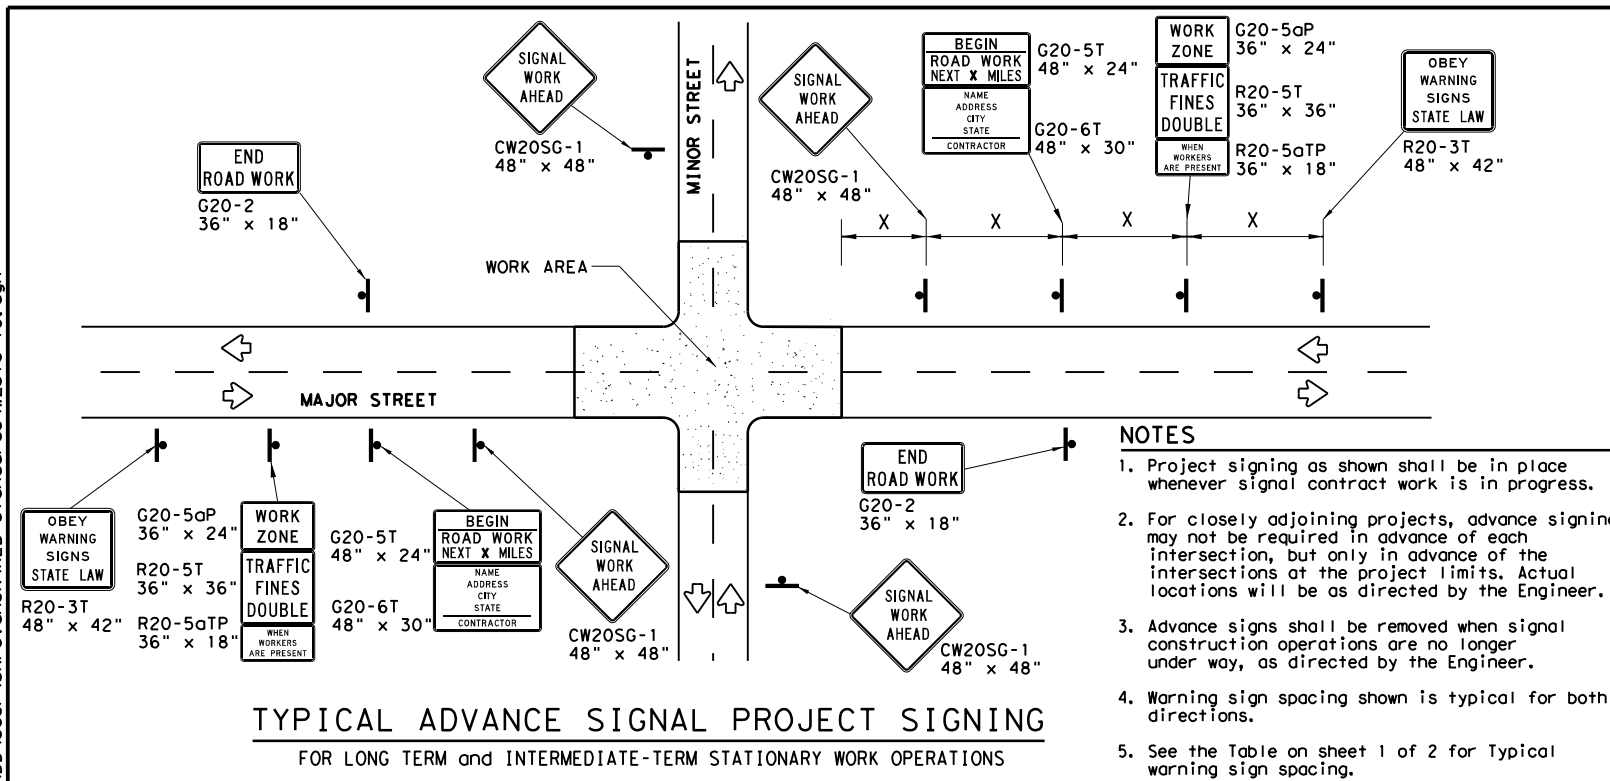 SIGNAL
WORK
AHEAD
CW20SG-1
48" x 48"
END
ROAD WORK
G20-2
36" x 18"
MINOR STREET
SIGNAL
WORK
AHEAD
CW20SG-1
48" x 48"
BEGIN
ROAD WORK
NEXT X MILES
NAME
ADDRESS
CITY
STATE
CONTRACTOR
G20-5T
48" x 24"
G20-6T
48" x 30"
WORK
ZONE
TRAFFIC
FINES
DOUBLE
WHEN
WORKERS
ARE PRESENT
G20-5aP
36" x 24"
R20-5T
36" x 36"
R20-5aTP
36" x 18"
OBEY
WARNING
SIGNS
STATE LAW
R20-3T
48" x 42"
X
X
X
X
WORK AREA
MAJOR STREET
OBEY
WARNING
SIGNS
STATE LAW
R20-3T
48" x 42"
G20-5aP
36" x 24"
R20-5T
36" x 36"
R20-5aTP
36" x 18"
WORK
ZONE
TRAFFIC
FINES
DOUBLE
WHEN
WORKERS
ARE PRESENT
G20-5T
48" x 24"
G20-6T
48" x 30"
BEGIN
ROAD WORK
NEXT X MILES
NAME
ADDRESS
CITY
STATE
CONTRACTOR
SIGNAL
WORK
AHEAD
CW20SG-1
48" x 48"
END
ROAD WORK
G20-2
36" x 18"
SIGNAL
WORK
AHEAD
CW20SG-1
48" x 48"
TYPICAL ADVANCE SIGNAL PROJECT SIGNING
FOR LONG TERM and INTERMEDIATE-TERM STATIONARY WORK OPERATIONS
NOTES
1. Project signing as shown shall be in place
whenever signal contract work is in progress.
2. For closely adjoining projects, advance signing
may not be required in advance of each
intersection, but only in advance of the
intersections at the project limits. Actual
locations will be as directed by the Engineer.
3. Advance signs shall be removed when signal
construction operations are no longer
under way, as directed by the Engineer.
4. Warning sign spacing shown is typical for both
directions.
5. See the Table on sheet 1 of 2 for Typical
warning sign spacing.